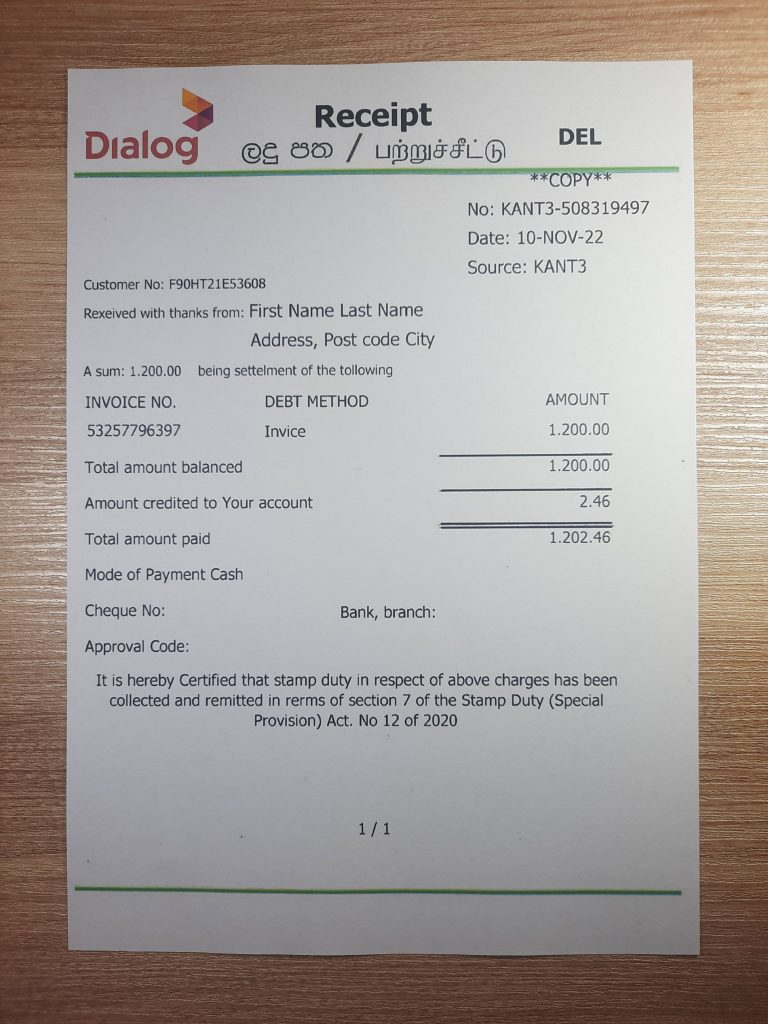 Dialog
Receipt
ලදු පත / பற்றுச்சீட்டு
DEL
**COPY**
No: KANT3-508319497
Date: 10-NOV-22
Source: KANT3
Customer No: F90HT21E53608
Rexeived with thanks from: First Name Last Name
Address, Post code City
A sum: 1.200.00 being settelment of the tollowing
INVOICE NO. DEBT METHOD AMOUNT
53257796397 Invice 1.200.00
Total amount balanced 1.200.00
Amount credited to Your account 2.46
Total amount paid 1.202.46
Mode of Payment Cash
Cheque No: Bank, branch:
Approval Code:
It is hereby Certified that stamp duty in respect of above charges has been
collected and remitted in rerms of section 7 of the Stamp Duty (Special
Provision) Act. No 12 of 2020
1 / 1